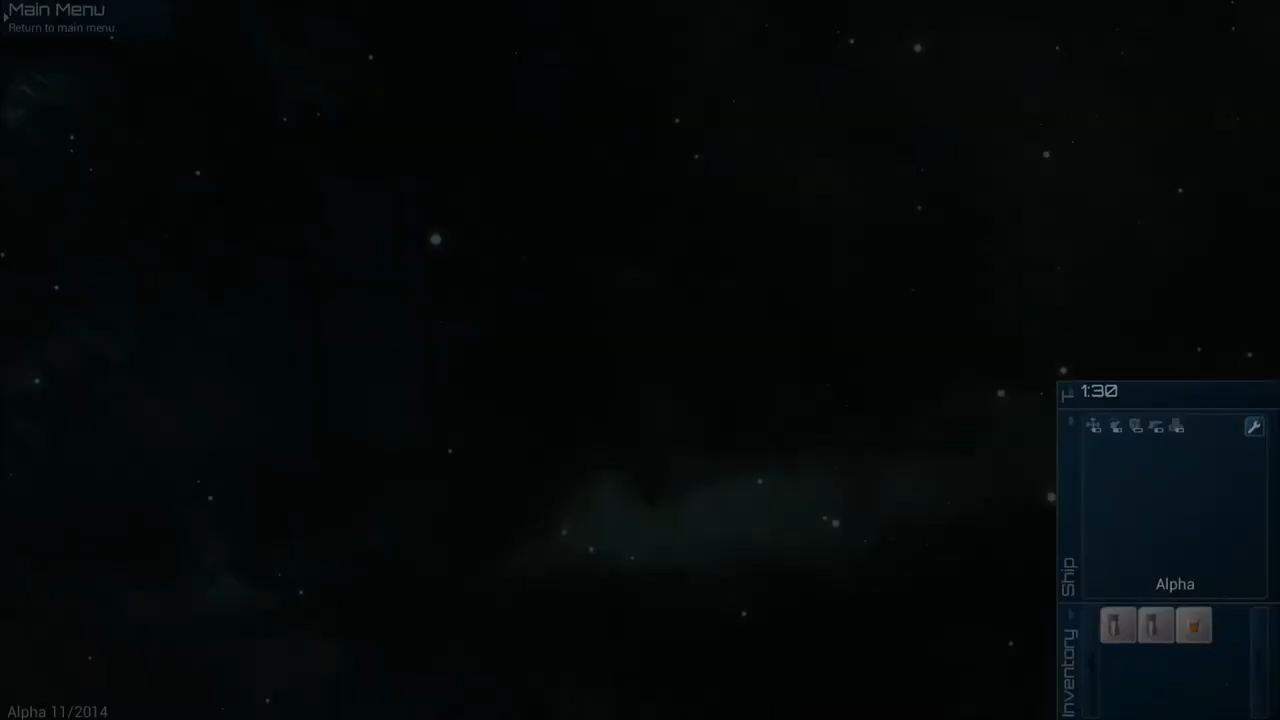 Main Menu
Return to main menu.
1:30
Ship
Alpha
Inventory
Alpha 11/2014